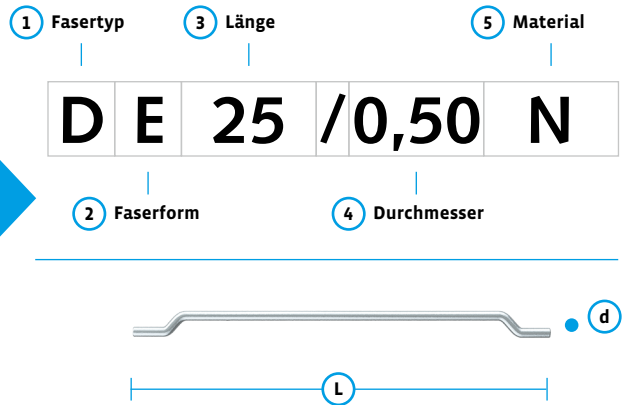 1 Fasertyp 3 Länge 5 Material
D E 25 /0,50 N
2 Faserform 4 Durchmesser
d
L